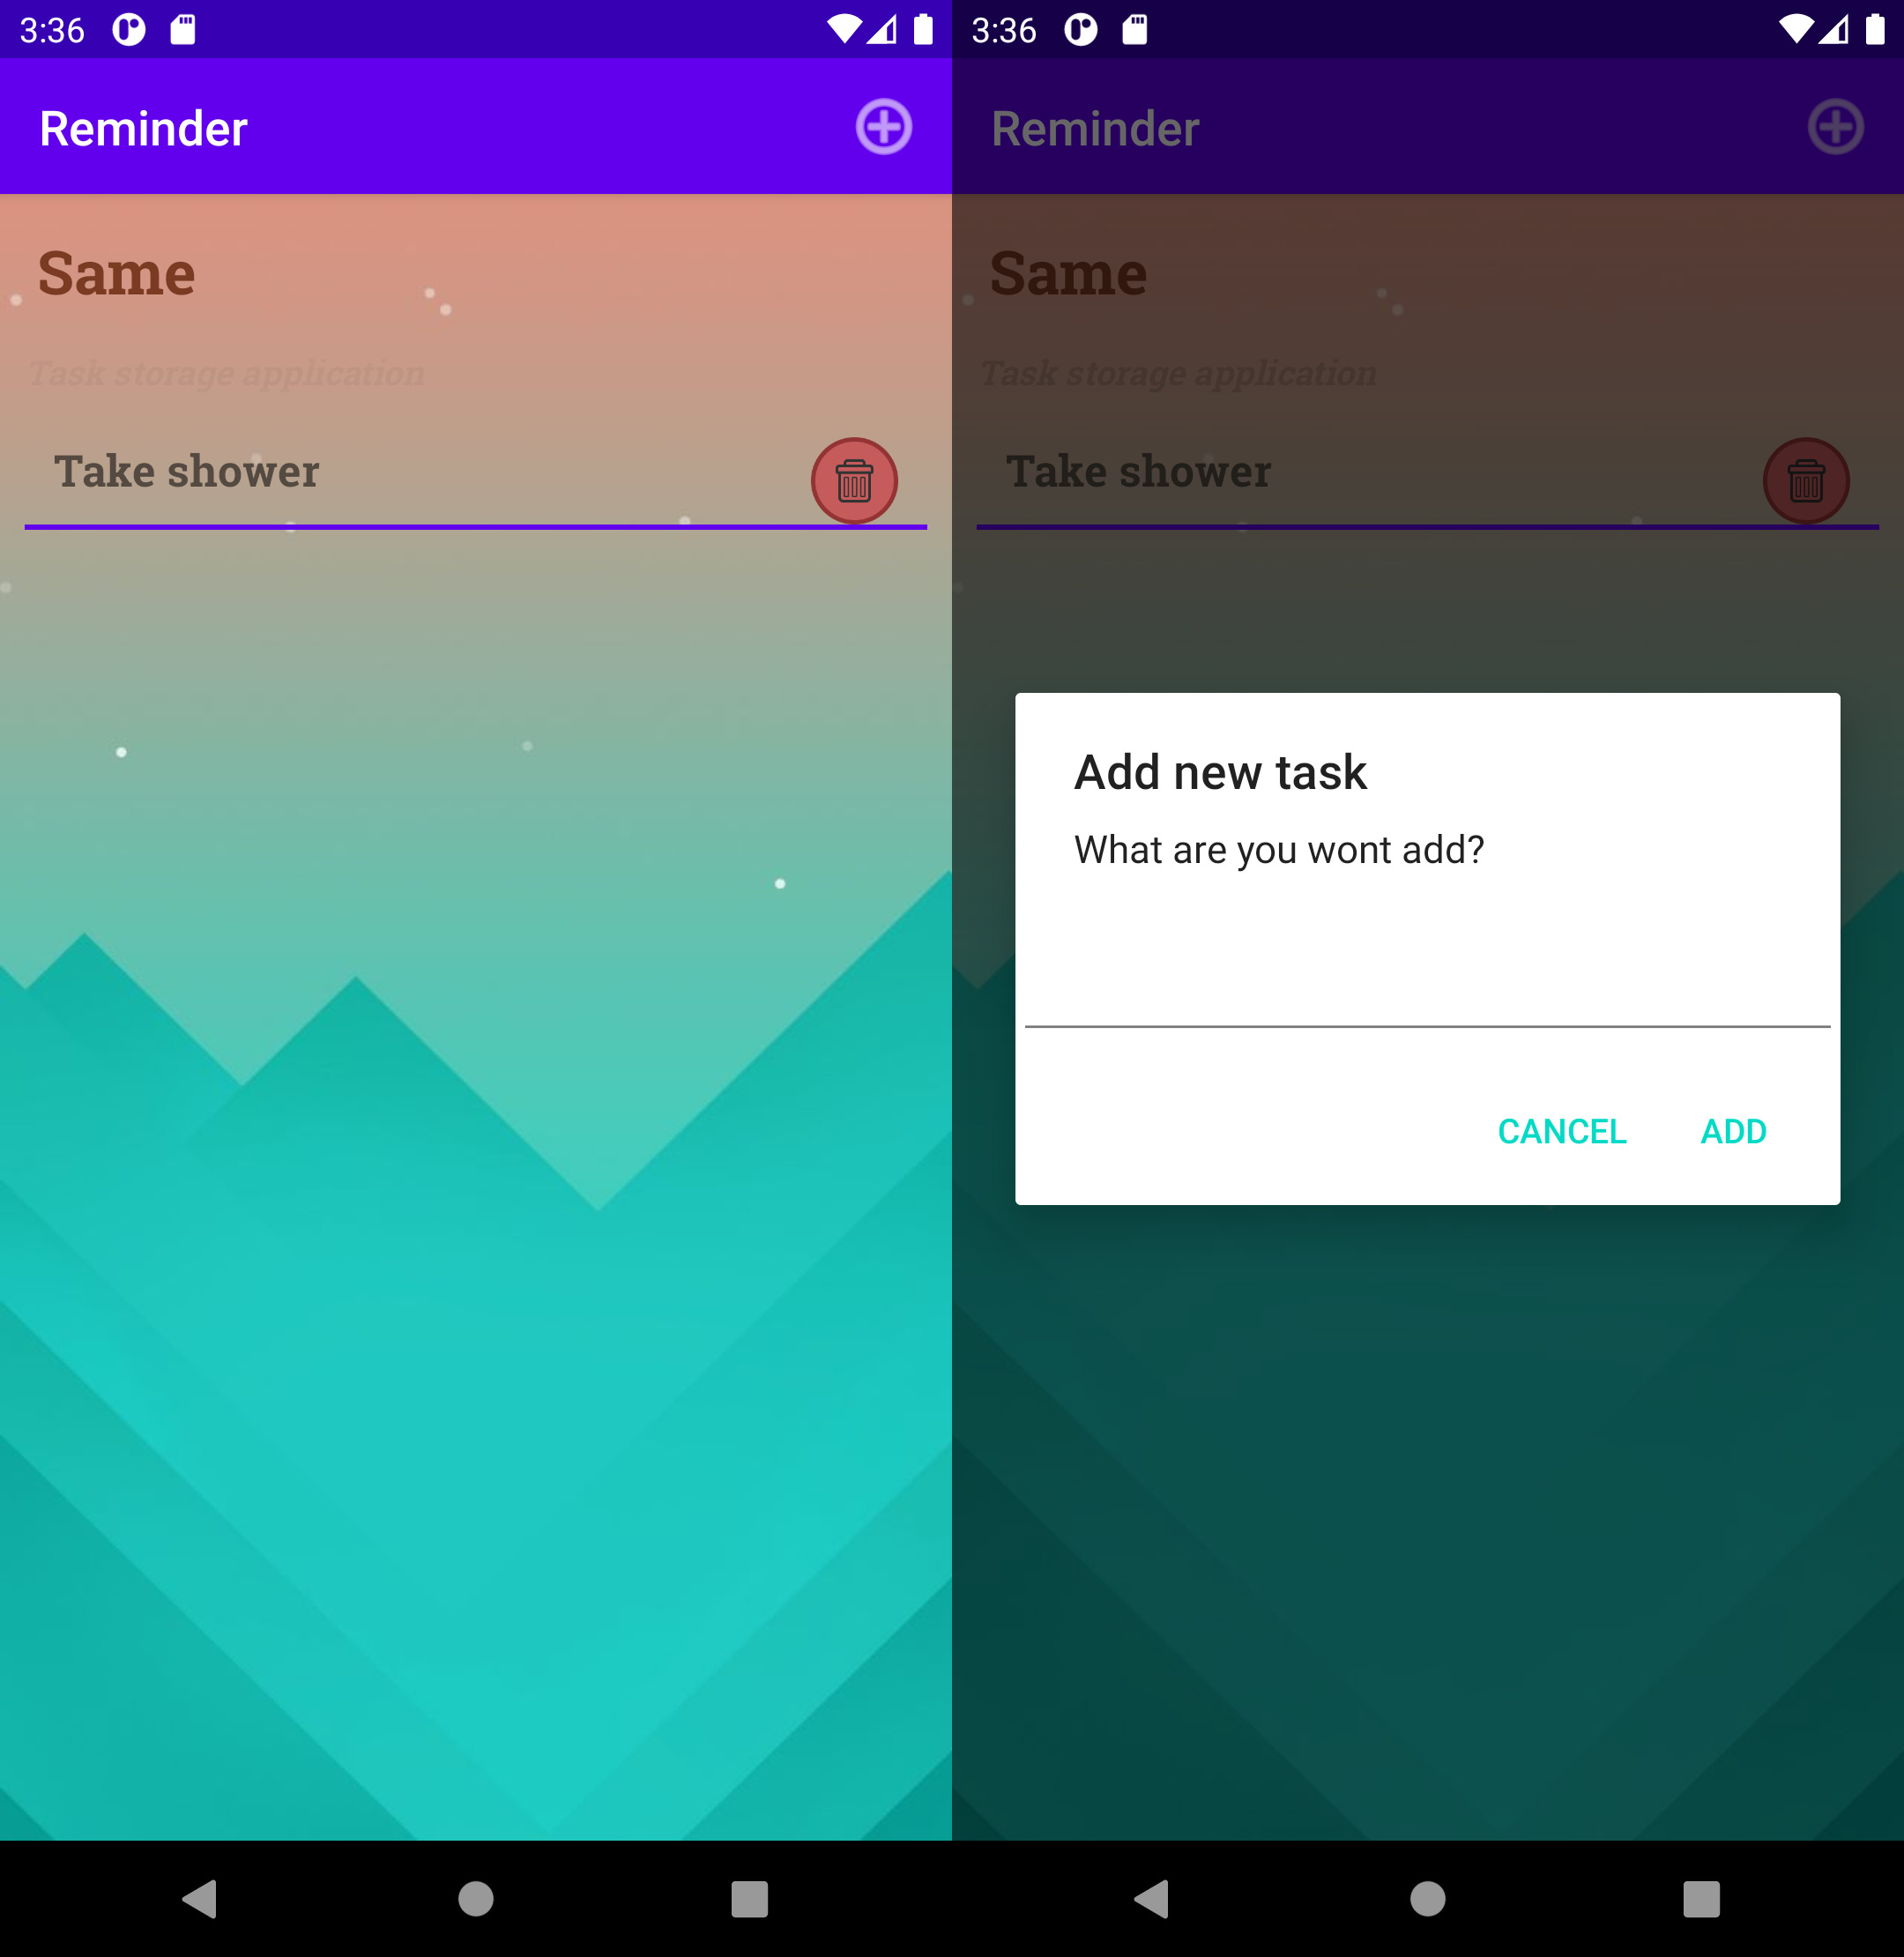 3:36
Reminder
Same
Task storage application
Take shower
3:36
Reminder
Same
Task storage application
Take shower
Add new task
What are you wont add?
CANCEL ADD